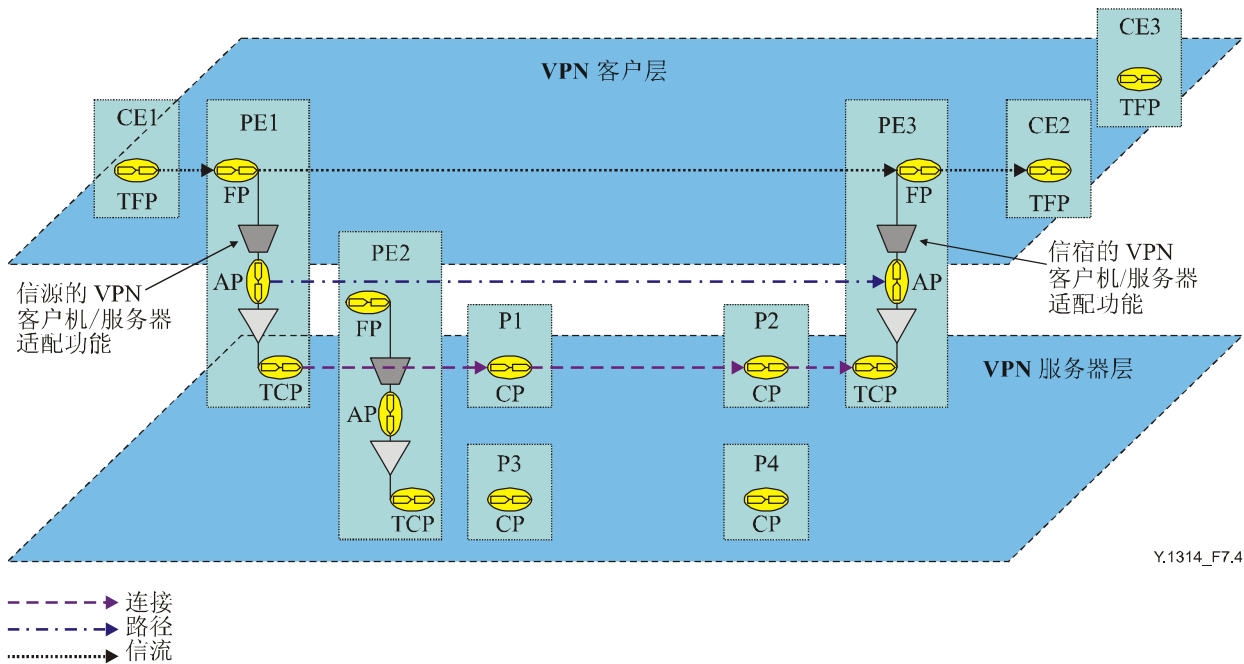 CE3
VPN 客户层
TFP
CE1
PE1
PE3
CE2
TFP
FP
FP
TFP
信源的 VPN
客户机/服务器
适配功能
AP
PE2
信宿的 VPN
客户机/服务器
适配功能
AP
FP
P1
P2
VPN 服务器层
TCP
CP
CP
TCP
AP
P3
P4
TCP
CP
CP
Y.1314_F7.4
连接
路径
信流